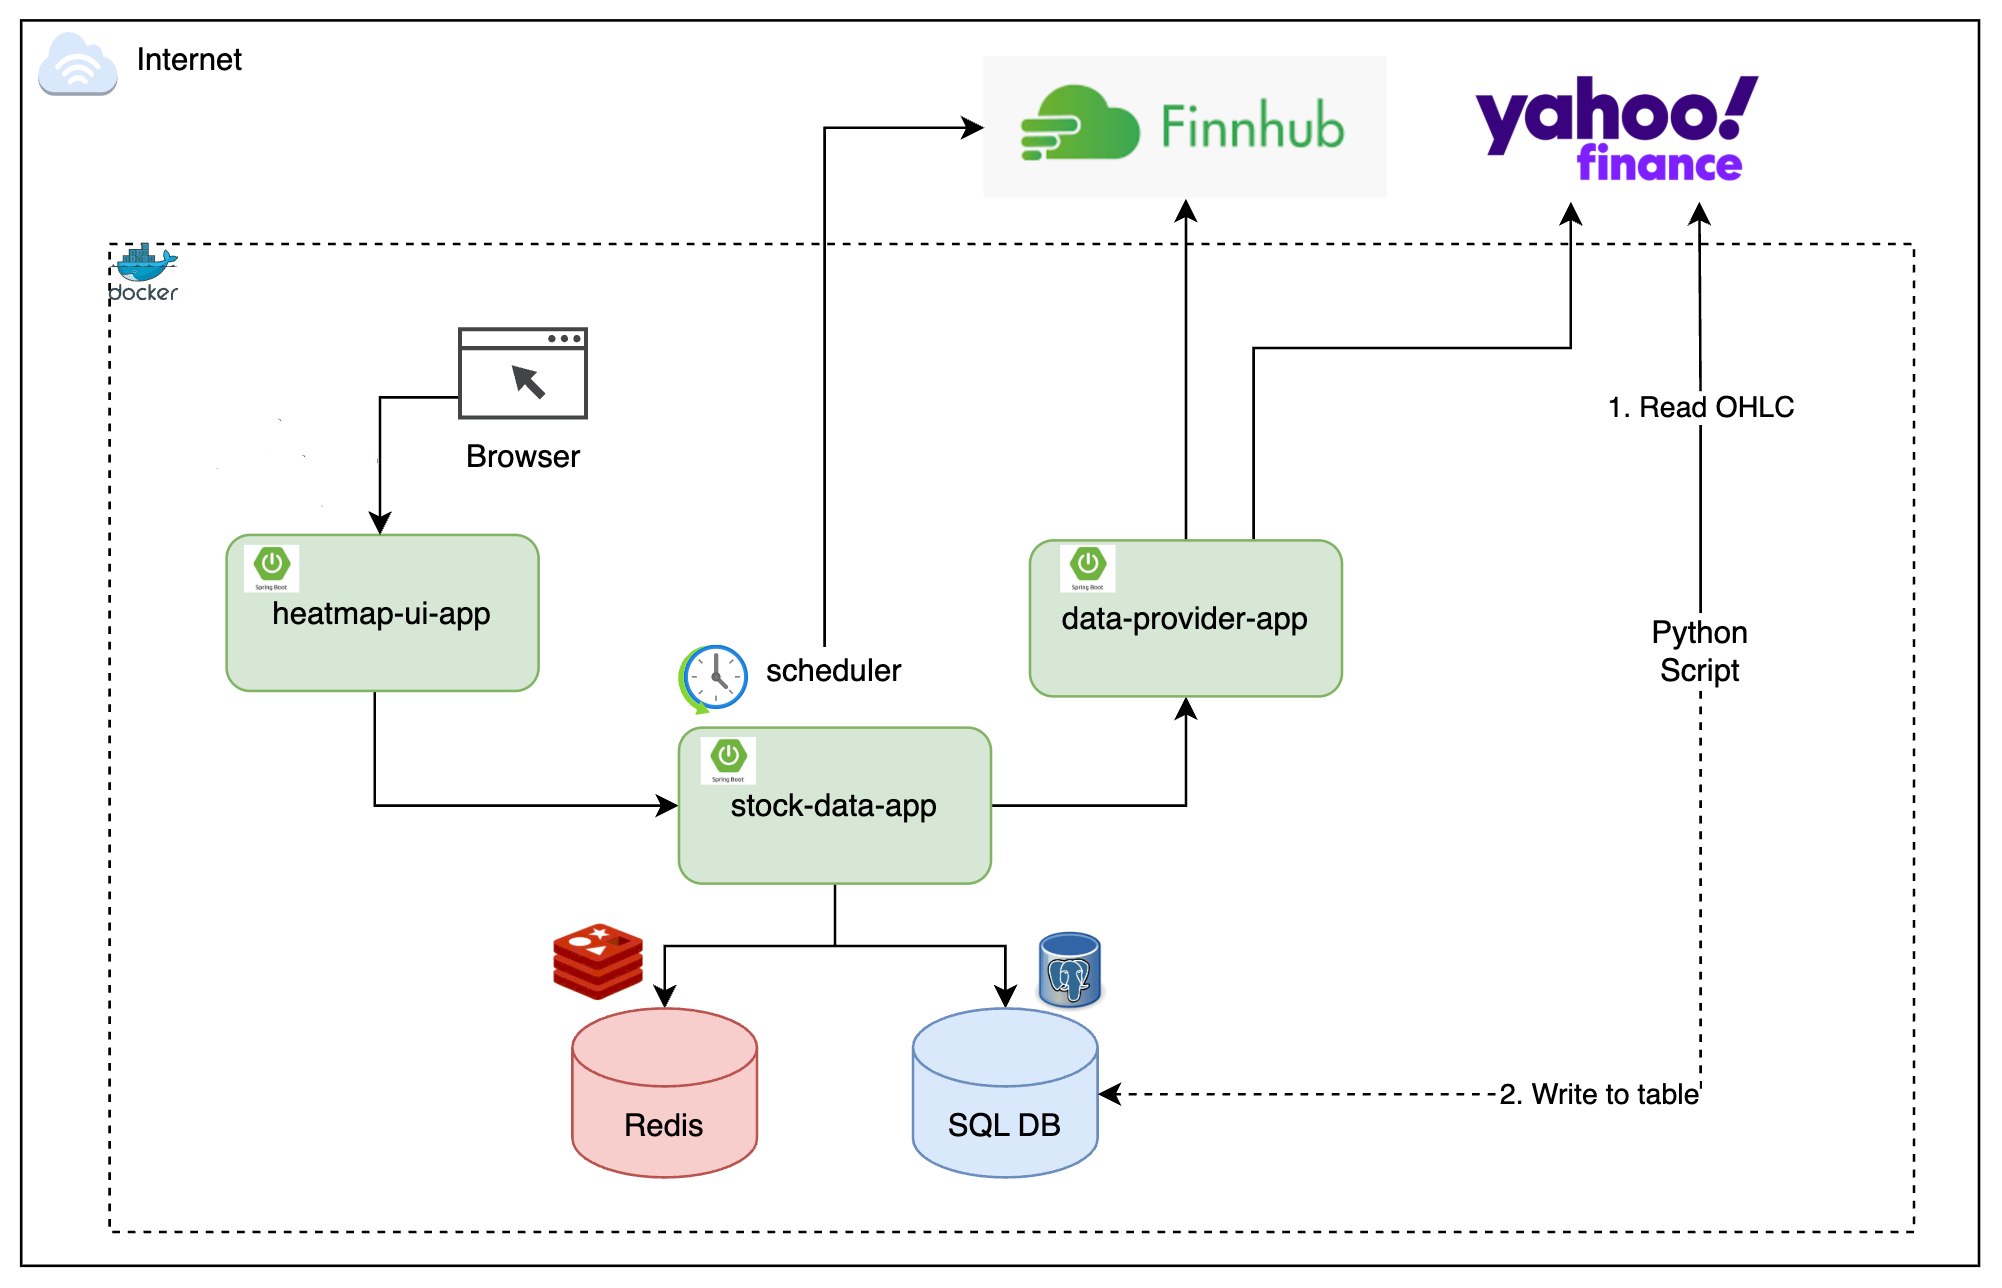 Internet
Finnhub
yahoo!
finance
docker
Browser
1. Read OHLC
Spring Boot
heatmap-ui-app
Spring Boot
data-provider-app
Python
Script
scheduler
Spring Boot
stock-data-app
Redis
SQL DB
2. Write to table